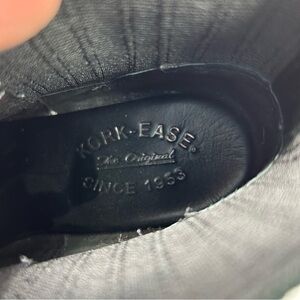 KORK-EASE®
The Original
SINCE 1953